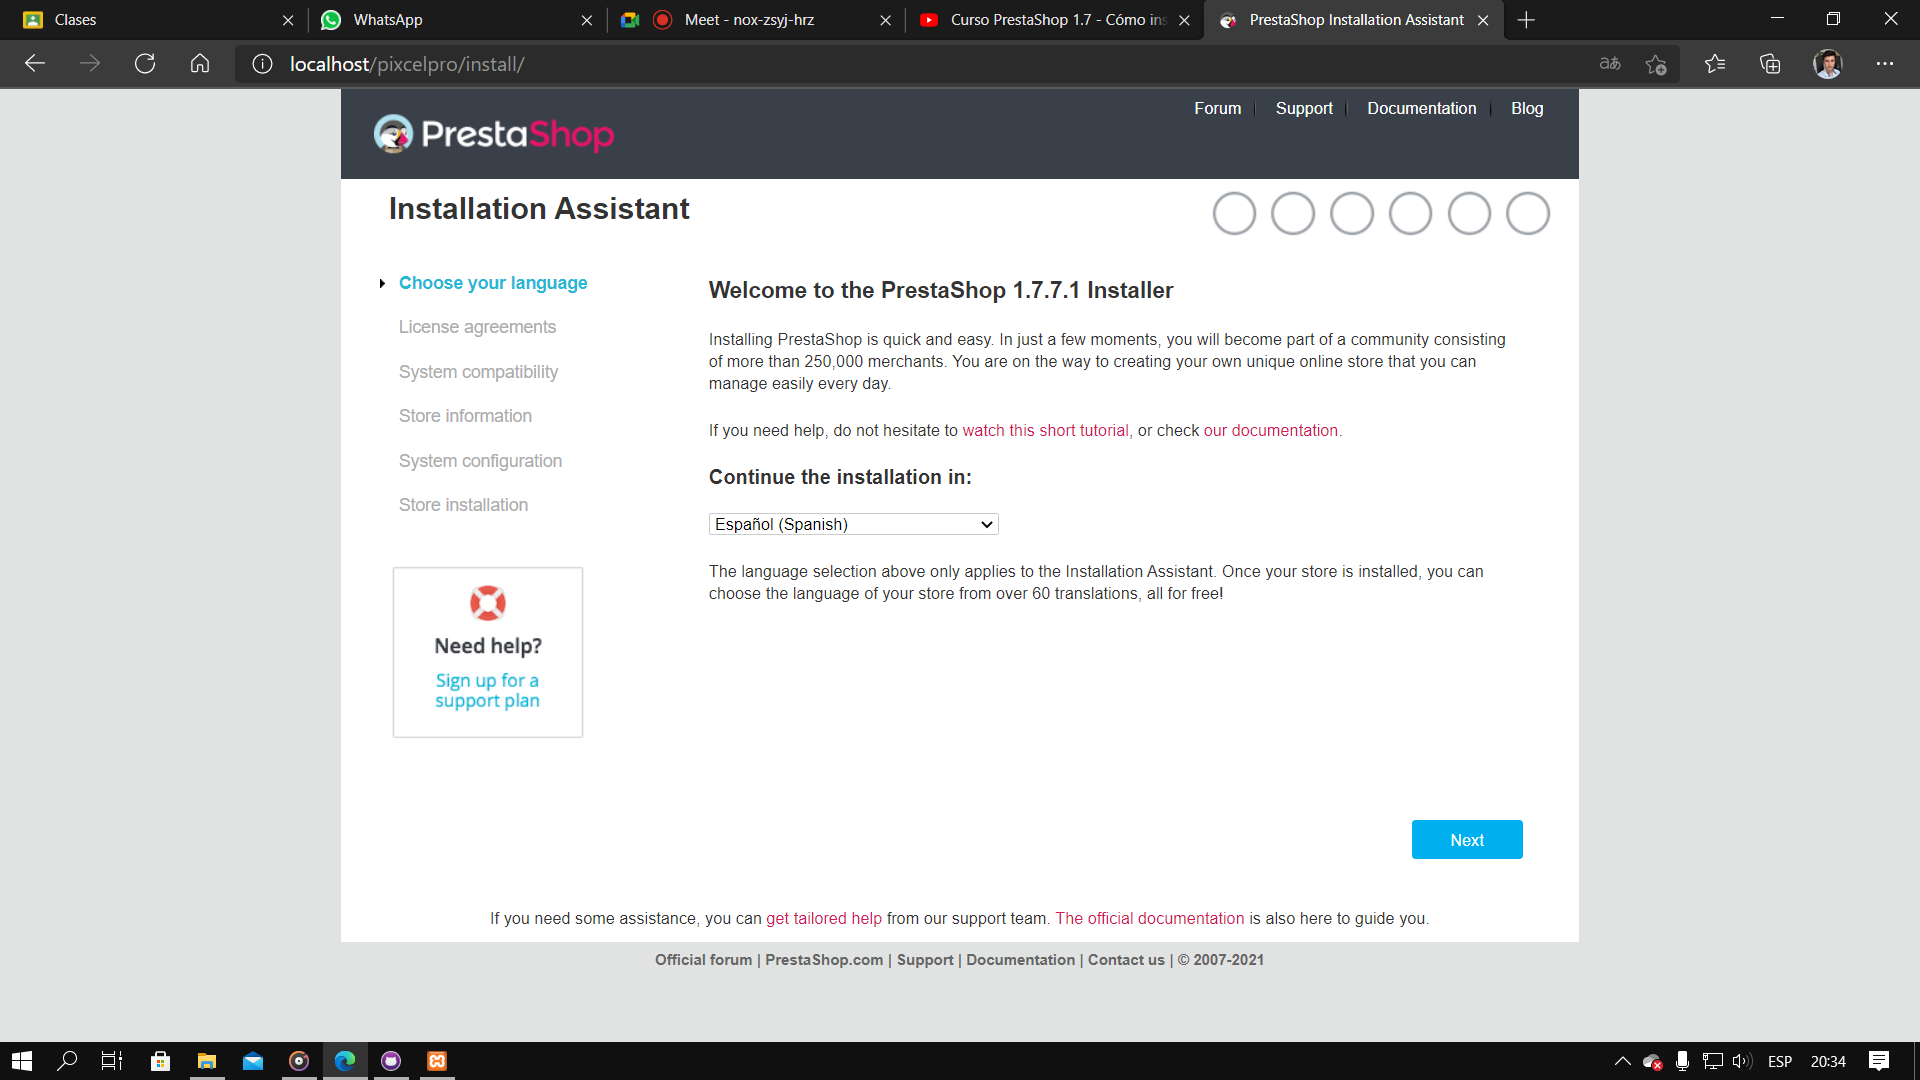 Clases
WhatsApp
Meet - nox-zsyj-hrz
Curso PrestaShop 1.7 - Cómo ins
PrestaShop Installation Assistant
localhost/pixcelpro/install/
Forum
Support
Documentation
Blog
PrestaShop
Installation Assistant
Choose your language
License agreements
System compatibility
Store information
System configuration
Store installation
Need help?
Sign up for a
support plan
Welcome to the PrestaShop 1.7.7.1 Installer
Installing PrestaShop is quick and easy. In just a few moments, you will become part of a community consisting
of more than 250,000 merchants. You are on the way to creating your own unique online store that you can
manage easily every day.
If you need help, do not hesitate to watch this short tutorial, or check our documentation.
Continue the installation in:
Español (Spanish)
The language selection above only applies to the Installation Assistant. Once your store is installed, you can
choose the language of your store from over 60 translations, all for free!
Next
If you need some assistance, you can get tailored help from our support team. The official documentation is also here to guide you.
Official forum | PrestaShop.com | Support | Documentation | Contact us | © 2007-2021
ESP
20:34